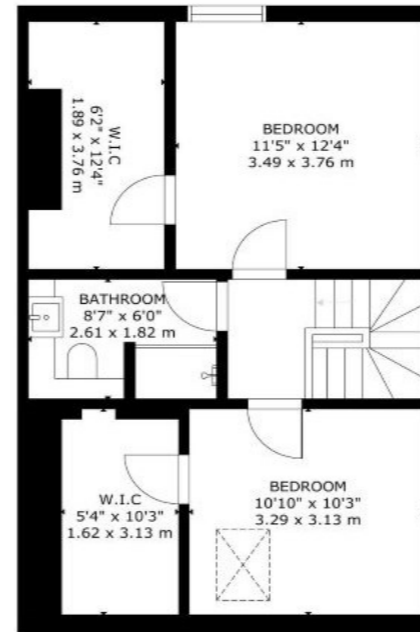 W.I.C
6'2" x 12'4"
1.89 x 3.76 m
BEDROOM
11'5" x 12'4"
3.49 x 3.76 m
BATHROOM
8'7" x 6'0"
2.61 x 1.82 m
W.I.C
5'4" x 10'3"
1.62 x 3.13 m
BEDROOM
10'10" x 10'3"
3.29 x 3.13 m